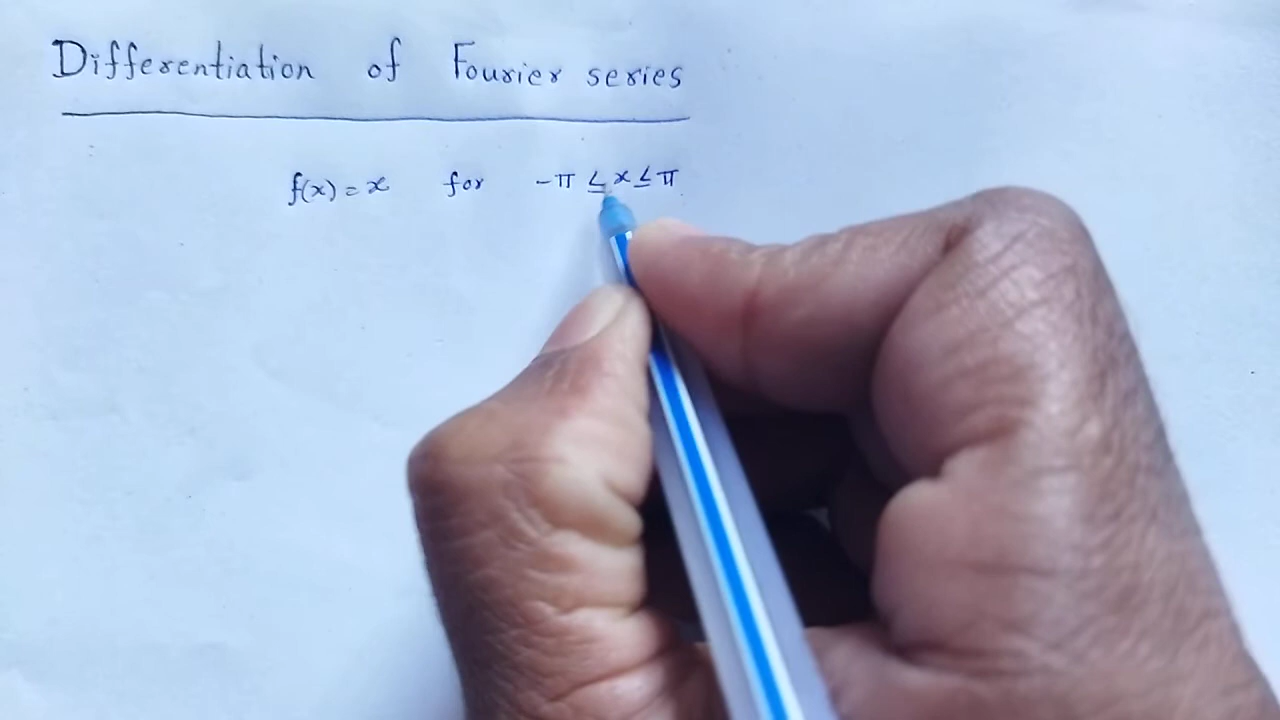 Differentiation of Fourier series
f(x) = x for -π ≤ x ≤ π